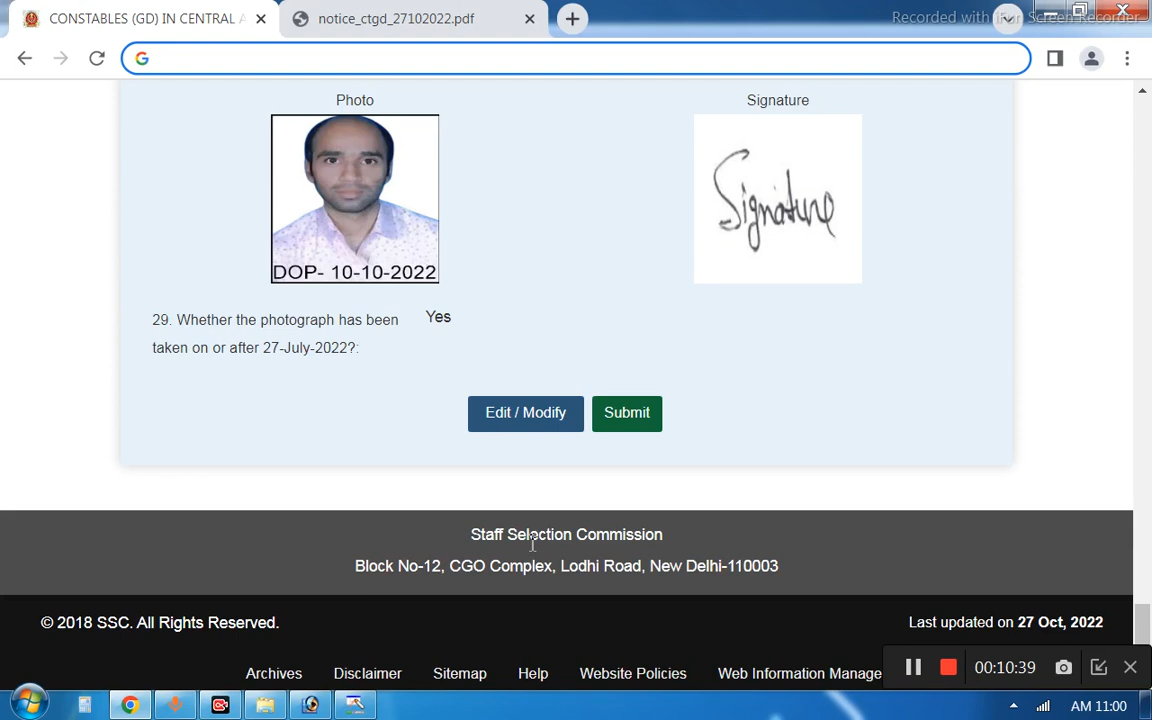 CONSTABLES (GD) IN CENTRAL A
notice_ctgd_27102022.pdf
Recorded with
Screen Recorder
Photo
Signature
Signature
DOP- 10-10-2022
29. Whether the photograph has been
taken on or after 27-July-2022?:
Yes
Edit / Modify
Submit
Staff Selection Commission
Block No-12, CGO Complex, Lodhi Road, New Delhi-110003
© 2018 SSC. All Rights Reserved.
Last updated on 27 Oct, 2022
Archives
Disclaimer
Sitemap
Help
Website Policies
Web Information Manage
00:10:39
AM 11:00